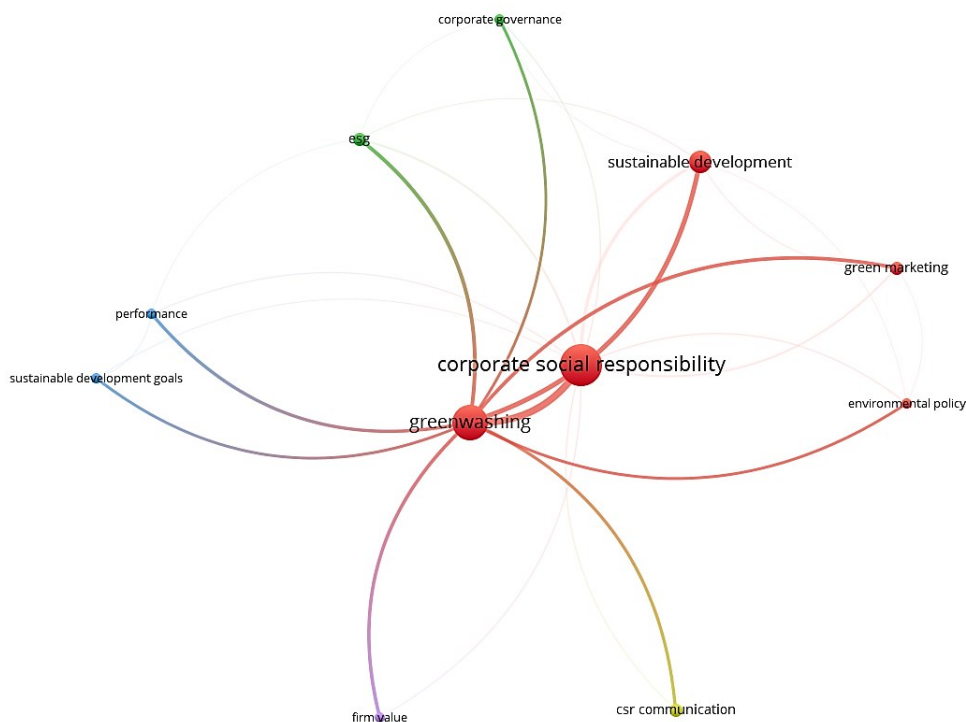 corporate governance
esg
sustainable development
green marketing
performance
corporate social responsibility
sustainable development goals
environmental policy
greenwashing
csr communication
firm value